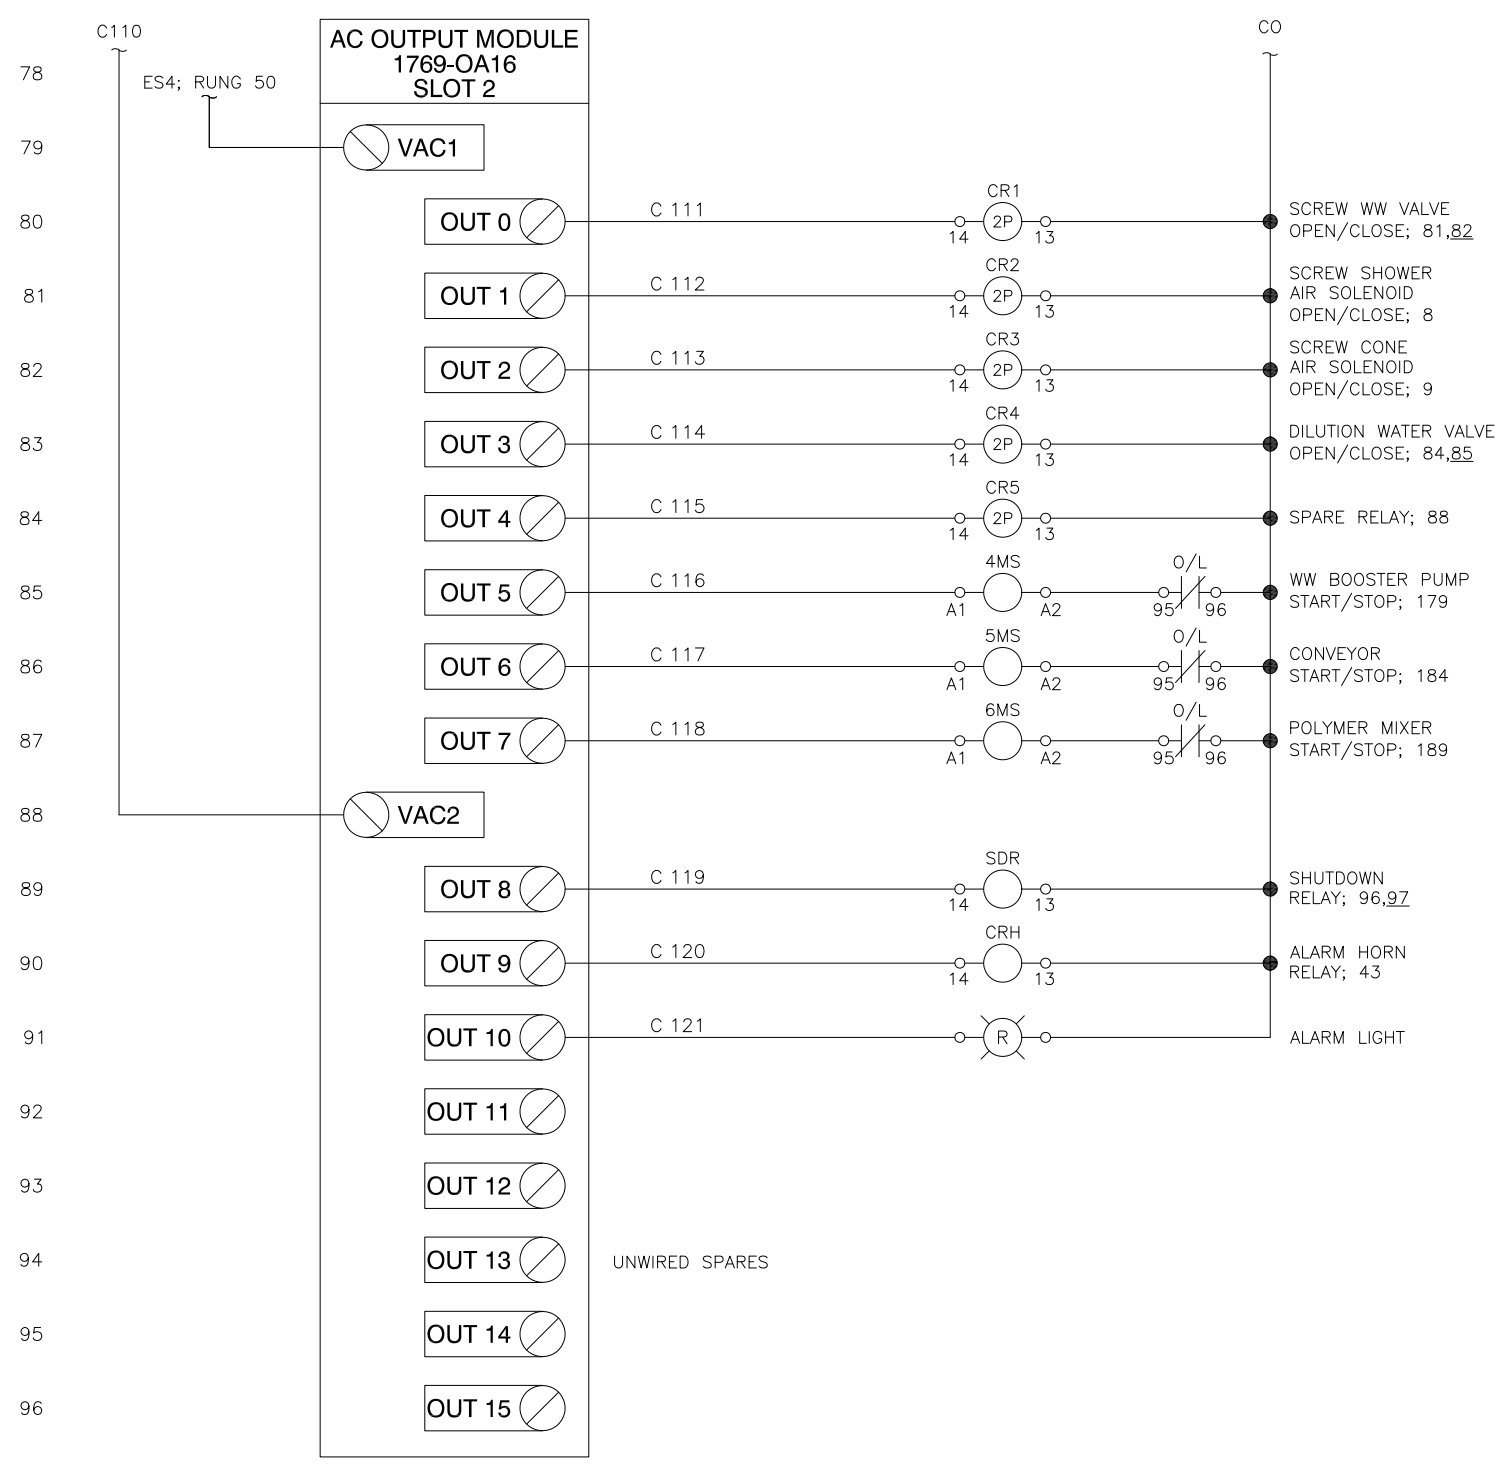 C110
AC OUTPUT MODULE
1769-OA16
SLOT 2
CO
78
ES4; RUNG 50
79
VAC1
80
OUT 0
C 111
CR1
2P
14
13
SCREW WW VALVE
OPEN/CLOSE; 81,82
81
OUT 1
C 112
CR2
2P
14
13
SCREW SHOWER
AIR SOLENOID
OPEN/CLOSE; 8
82
OUT 2
C 113
CR3
2P
14
13
SCREW CONE
AIR SOLENOID
OPEN/CLOSE; 9
83
OUT 3
C 114
CR4
2P
14
13
DILUTION WATER VALVE
OPEN/CLOSE; 84,85
84
OUT 4
C 115
CR5
2P
14
13
SPARE RELAY; 88
85
OUT 5
C 116
4MS
A1
A2
O/L
95
96
WW BOOSTER PUMP
START/STOP; 179
86
OUT 6
C 117
5MS
A1
A2
O/L
95
96
CONVEYOR
START/STOP; 184
87
OUT 7
C 118
6MS
A1
A2
O/L
95
96
POLYMER MIXER
START/STOP; 189
88
VAC2
89
OUT 8
C 119
SDR
14
13
SHUTDOWN
RELAY; 96,97
90
OUT 9
C 120
CRH
14
13
ALARM HORN
RELAY; 43
91
OUT 10
C 121
R
ALARM LIGHT
92
OUT 11
93
OUT 12
94
OUT 13
UNWIRED SPARES
95
OUT 14
96
OUT 15